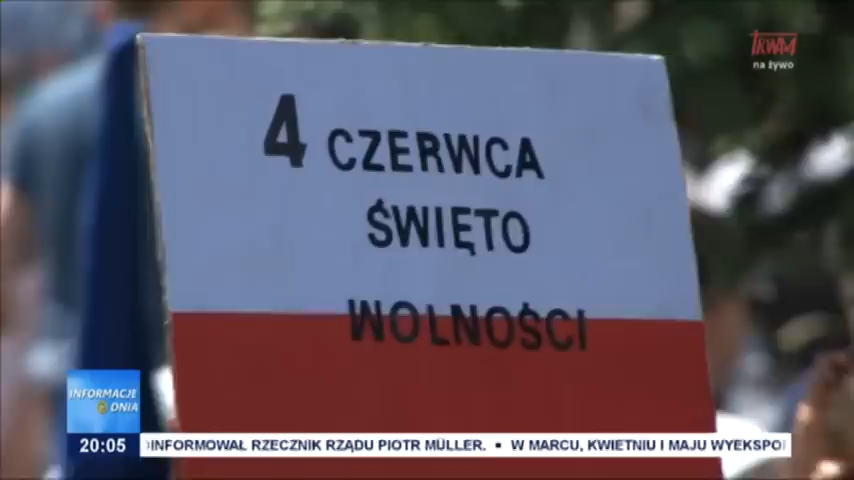 TRWAM
na żywo
4 CZERWCA
ŚWIĘTO
WOLNOŚCI
INFORMACJE
DNIA
20:05 INFORMOWAŁ RZECZNIK RZĄDU PIOTR MÜLLER. ▪ W MARCU, KWIETNIU I MAJU WYEKSPO